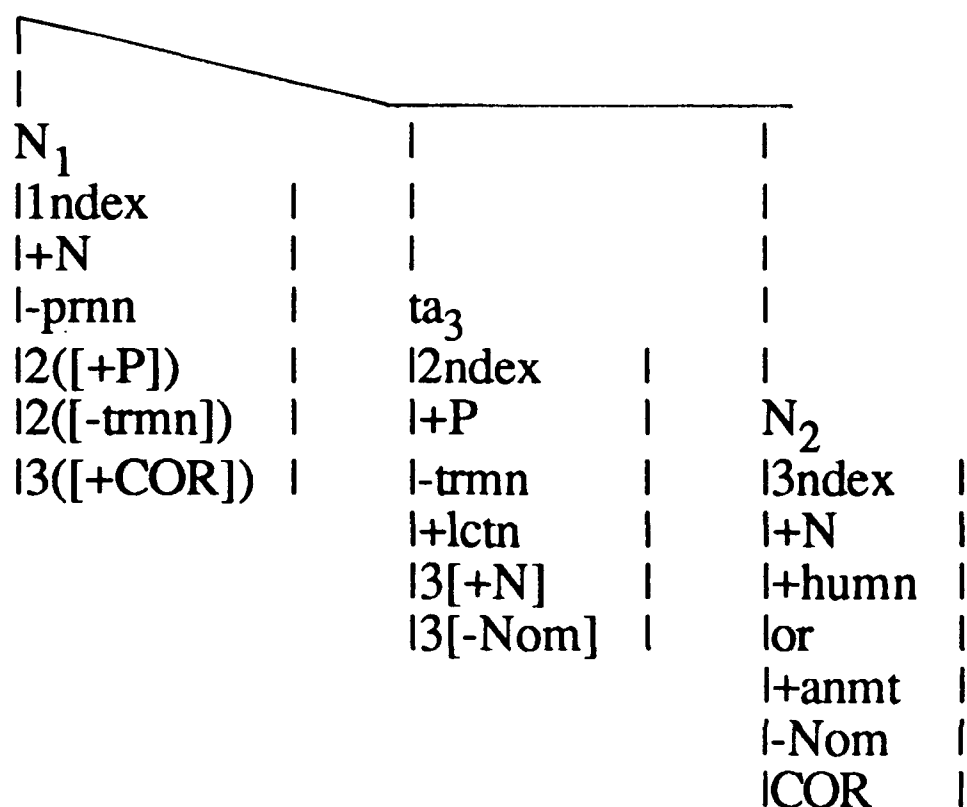 N1
|1ndex |
|+N |
|-prnn |
|2([+P]) |
|2([-trmn]) |
|3([+COR]) |
ta3
|2ndex |
|+P |
|-trmn |
|+lctn |
|3[+N] |
|3[-Nom] |
N2
|3ndex |
|+N |
|+humn |
|or |
|+anmt |
|-Nom |
|COR |